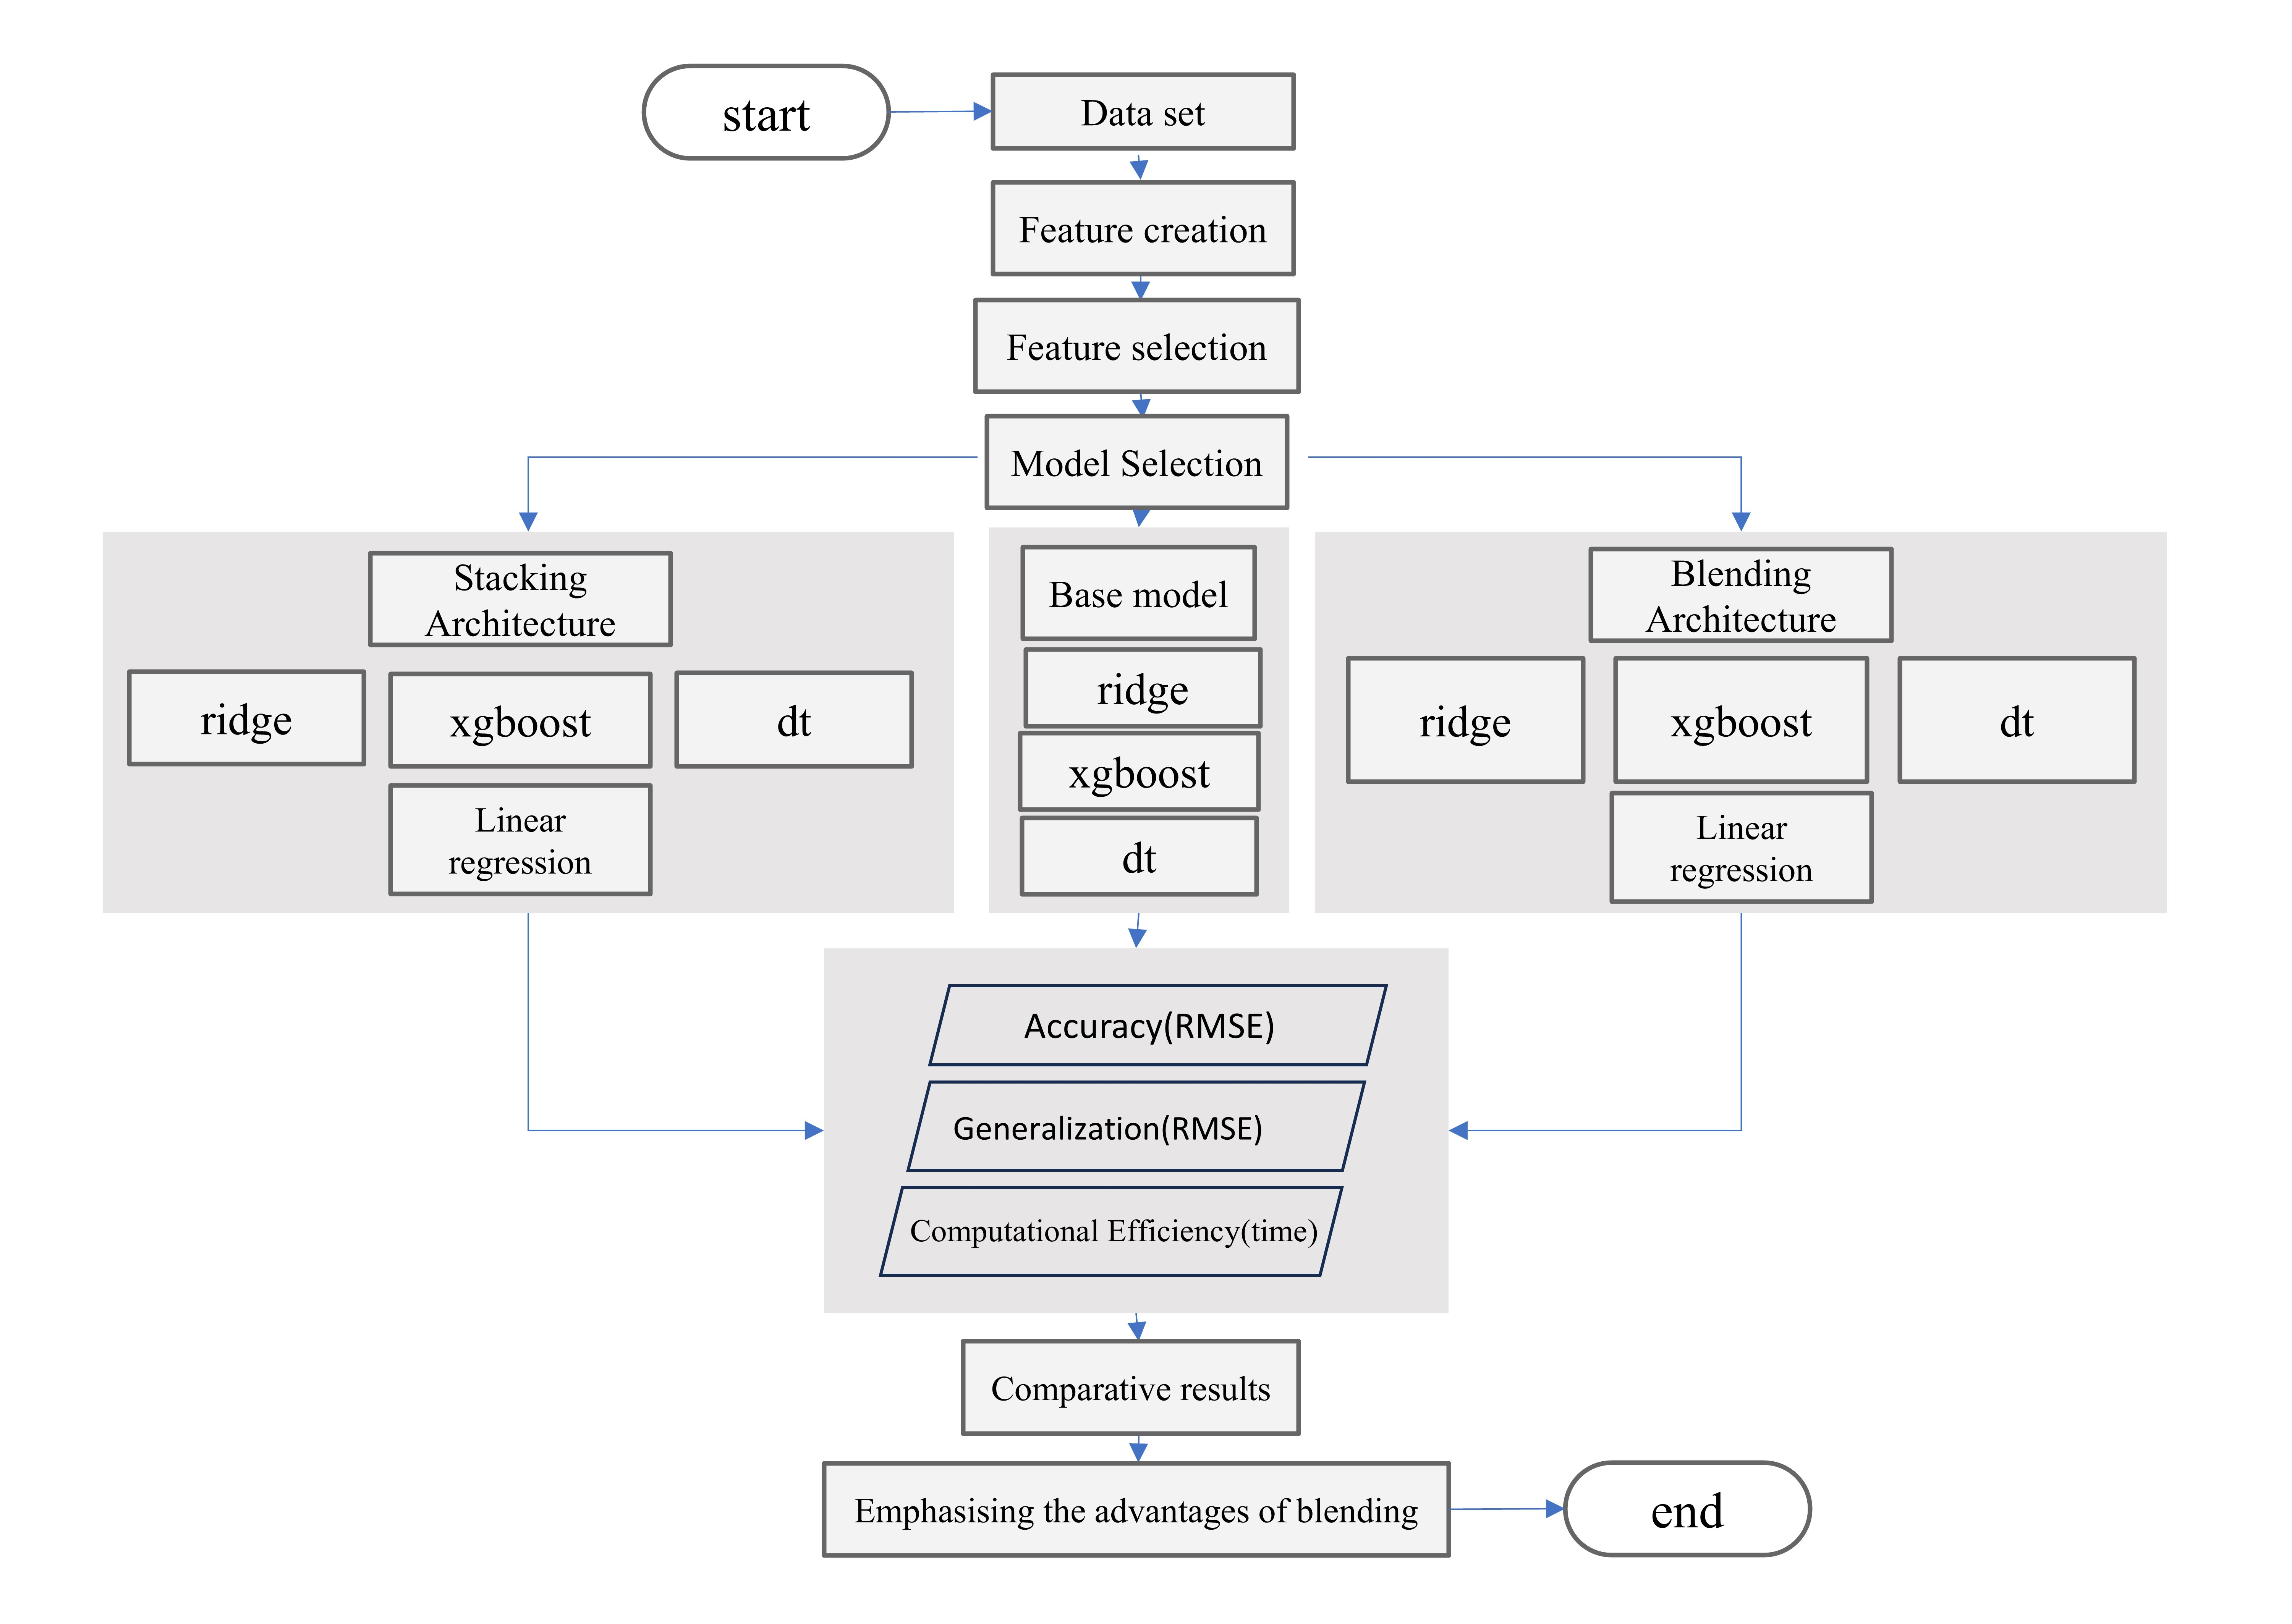 start
Data set
Feature creation
Feature selection
Model Selection
Stacking
Architecture
ridge
xgboost
dt
Linear
regression
Base model
ridge
xgboost
dt
Blending
Architecture
ridge
xgboost
dt
Linear
regression
Accuracy(RMSE)
Generalization(RMSE)
Computational Efficiency(time)
Comparative results
Emphasising the advantages of blending
end